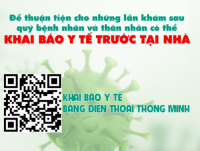 Để thuận tiện cho những lần khám sau
quý bệnh nhân và thân nhân có thể
KHAI BÁO Y TẾ TRƯỚC TẠI NHÀ
KHAI BÁO Y TẾ
BẰNG ĐIỆN THOẠI THÔNG MINH